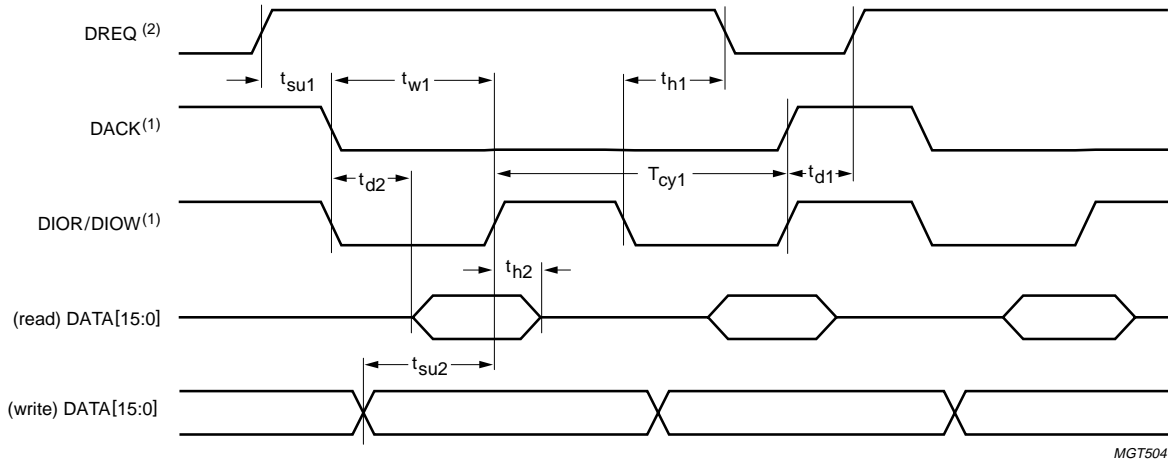 DREQ (2)
t su1
t w1
t h1
DACK (1)
t d2
T cy1
t d1
DIOR/DIOW (1)
t h2
(read) DATA[15:0]
t su2
(write) DATA[15:0]
MGT504